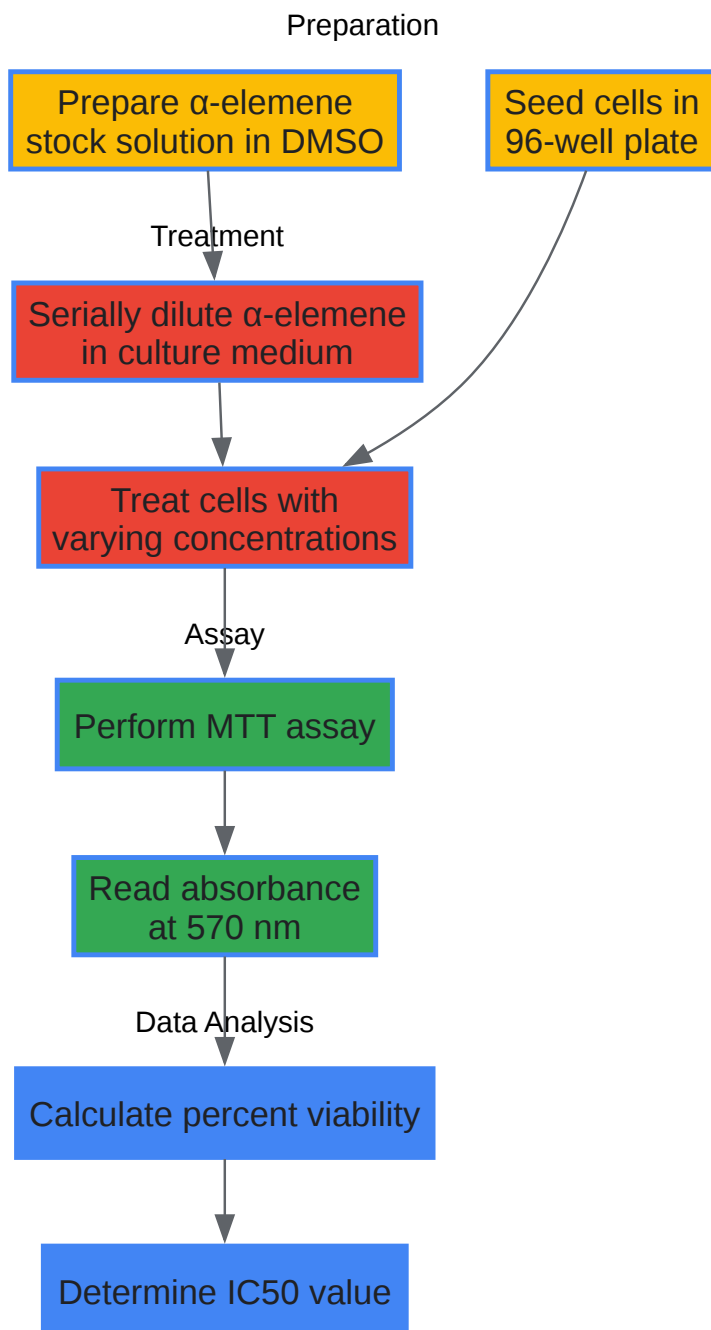 Preparation
Prepare α-elemene
stock solution in DMSO
Seed cells in
96-well plate
Treatment
Serially dilute α-elemene
in culture medium
Treat cells with
varying concentrations
Assay
Perform MTT assay
Read absorbance
at 570 nm
Data Analysis
Calculate percent viability
Determine IC50 value